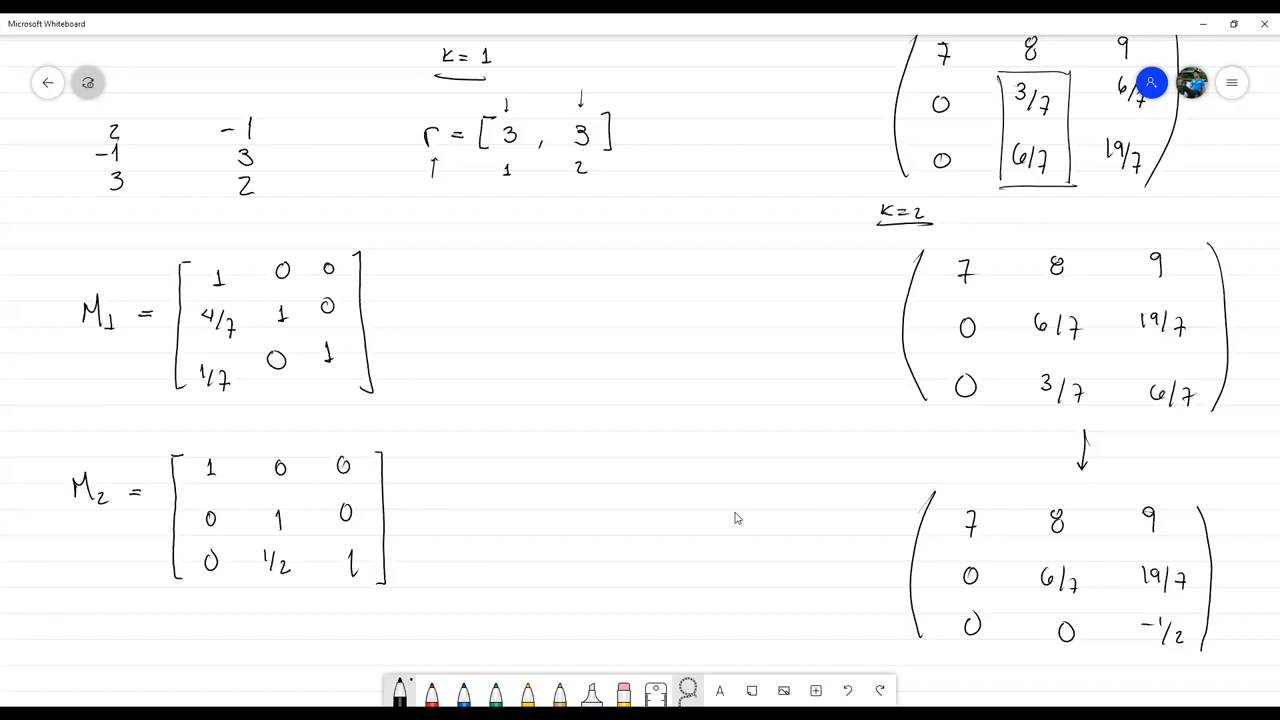 Microsoft Whiteboard
k = 1
2 -1
-1 3
3 2
r = [ 3 , 3 ]
1 2
7 8 9
0 3/7 6/7
0 6/7 19/7
k=2
7 8 9
0 6/7 19/7
0 3/7 6/7
M1 = [ 1 0 0
4/7 1 0
1/7 0 1 ]
M2 = [ 1 0 0
0 1 0
0 1/2 1 ]
7 8 9
0 6/7 19/7
0 0 -1/2
A